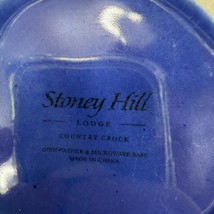 Stoney Hill
LODGE
COUNTRY CROCK
DISHWASHER & MICROWAVE SAFE
MADE IN CHINA